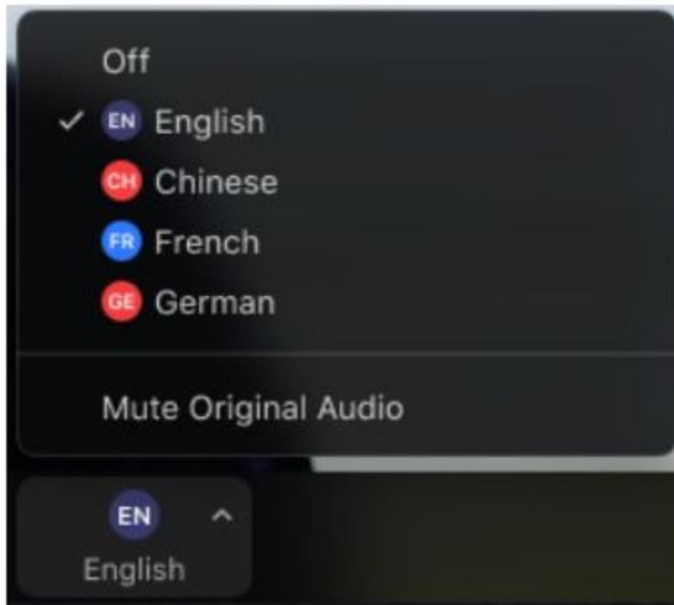 Off
EN English
CH Chinese
FR French
GE German
Mute Original Audio
EN
English